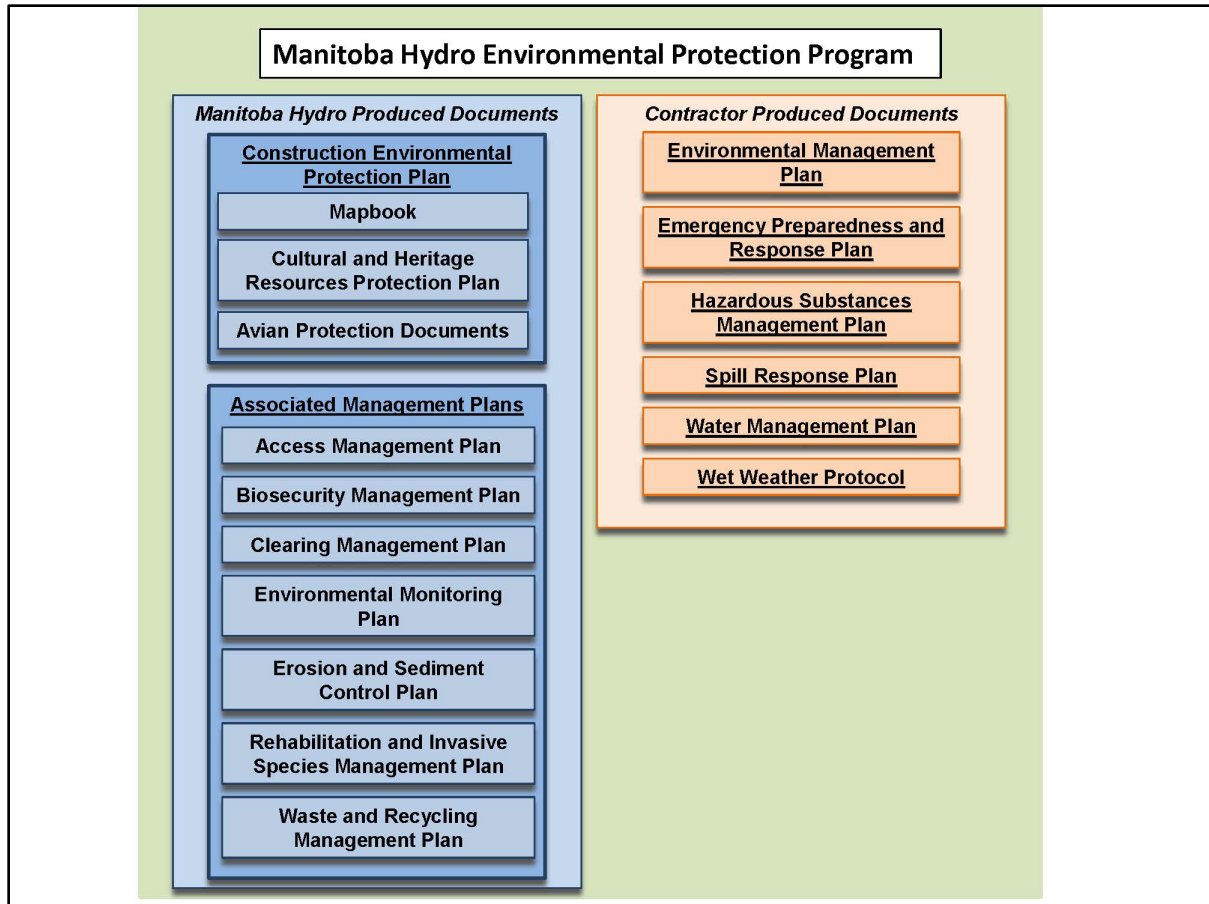 Manitoba Hydro Environmental Protection Program
Manitoba Hydro Produced Documents
Construction Environmental
Protection Plan
Mapbook
Cultural and Heritage
Resources Protection Plan
Avian Protection Documents
Associated Management Plans
Access Management Plan
Biosecurity Management Plan
Clearing Management Plan
Environmental Monitoring
Plan
Erosion and Sediment
Control Plan
Rehabilitation and Invasive
Species Management Plan
Waste and Recycling
Management Plan
Contractor Produced Documents
Environmental Management
Plan
Emergency Preparedness and
Response Plan
Hazardous Substances
Management Plan
Spill Response Plan
Water Management Plan
Wet Weather Protocol